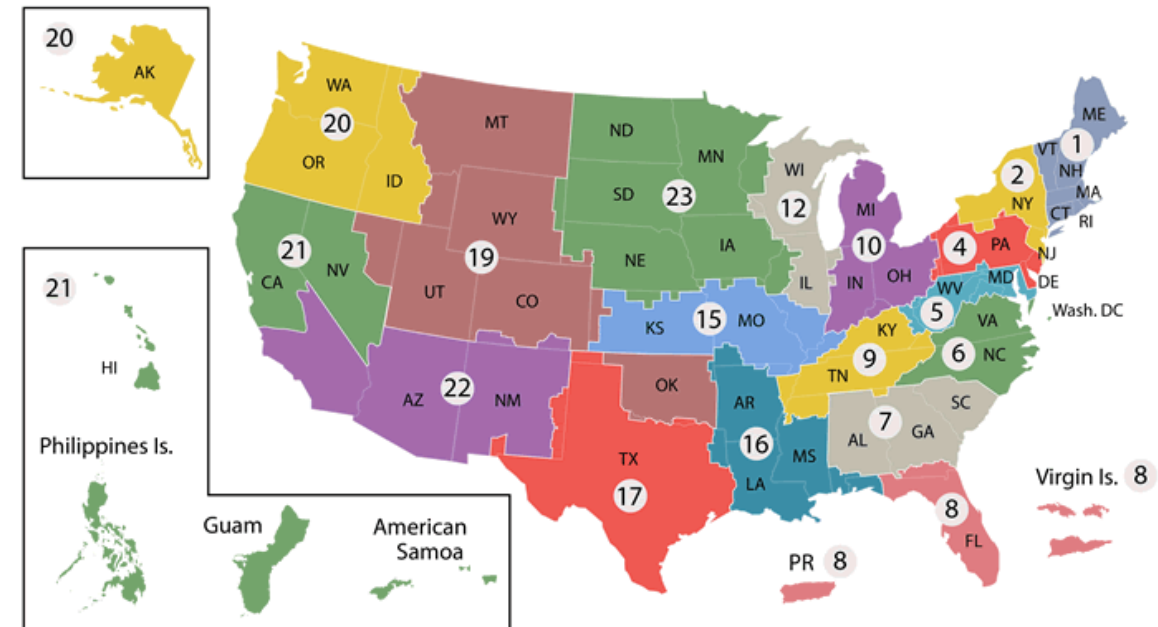 20
AK
WA
20
OR
ID
MT
ND
MN
SD
23
WI
12
MI
10
ME
VT
1
NH
2
NY
MA
CT
RI
4
PA
NJ
DE
21
CA
NV
WY
19
UT
CO
NE
IA
IL
IN
OH
WV
MD
5
Wash. DC
KS
15
MO
KY
VA
6
NC
9
TN
AZ
22
NM
OK
AR
16
MS
LA
7
AL
GA
SC
TX
17
8
FL
Virgin Is. 8
PR 8
21
HI
Philippines Is.
Guam
American
Samoa